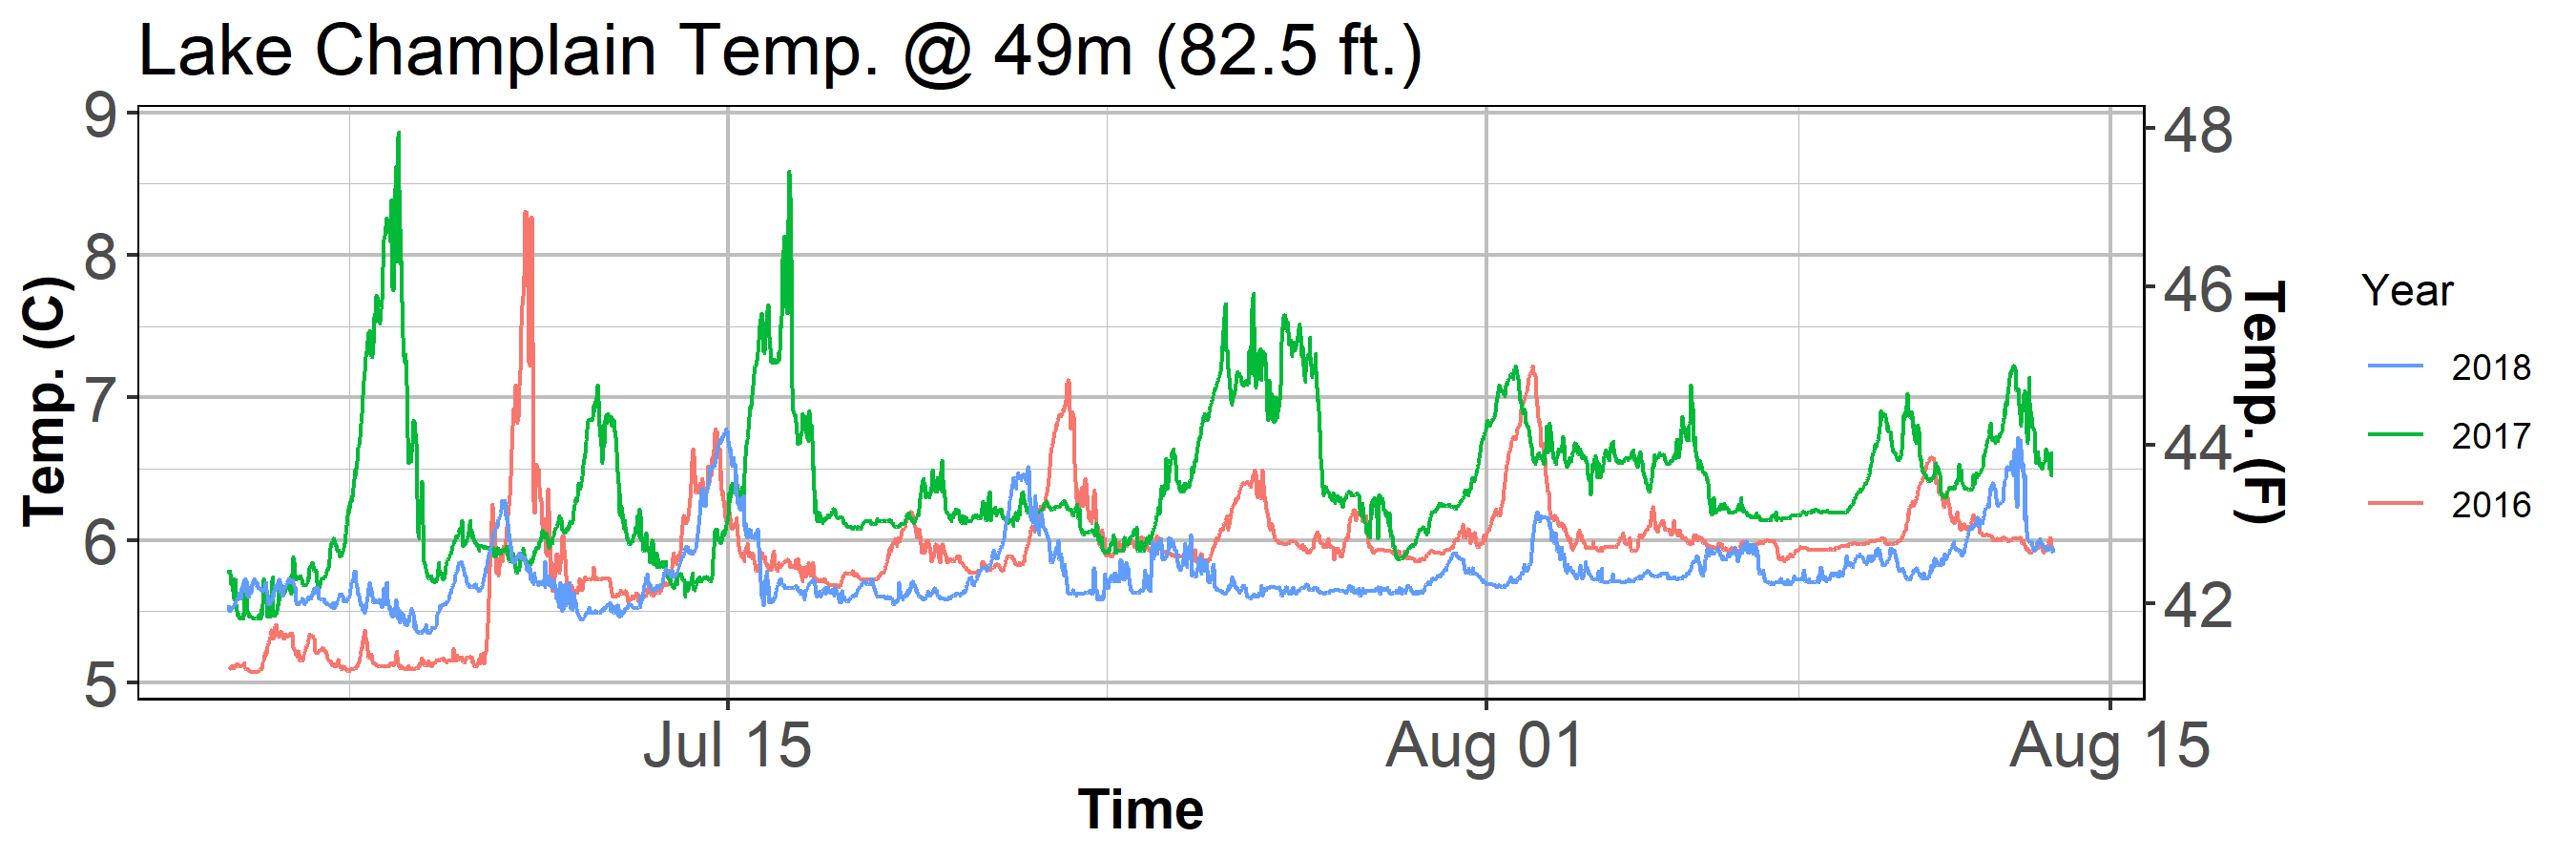 Lake Champlain Temp. @ 49m (82.5 ft.)
9
8
7
6
5
Temp. (C)
48
46
44
42
Temp. (F)
Jul 15
Aug 01
Aug 15
Time
Year
2018
2017
2016